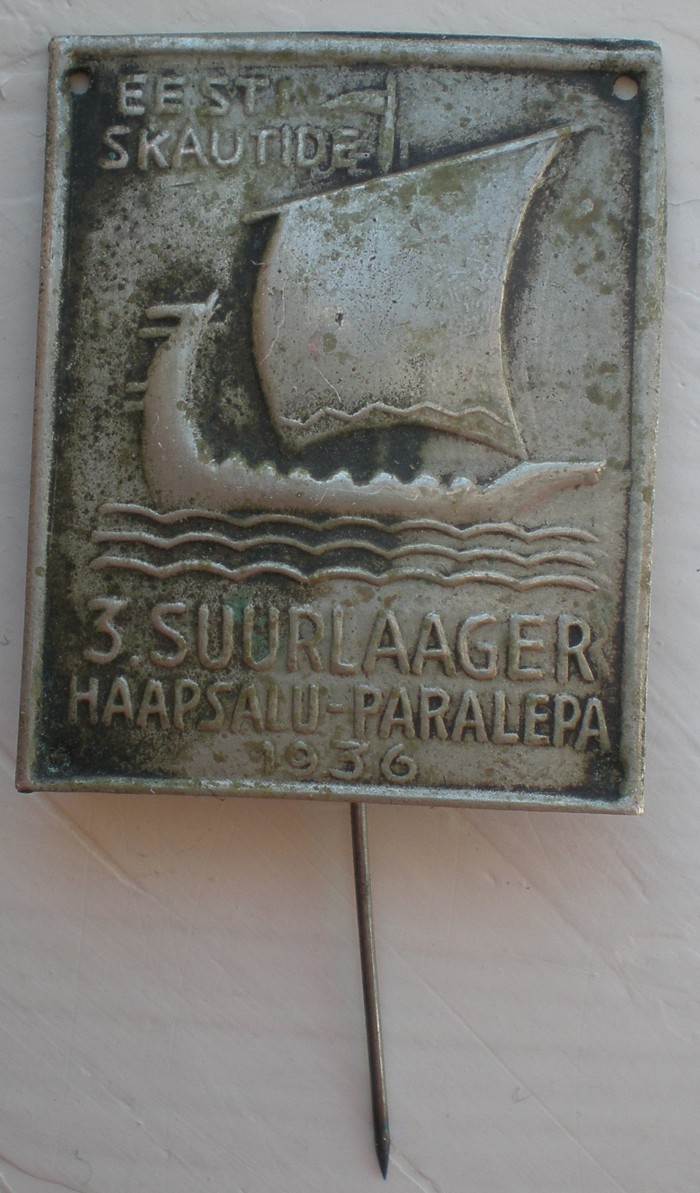 EESTI
SKAUTIDE
3. SUURLAAGER
HAAPSALU-PARALEPA
1936